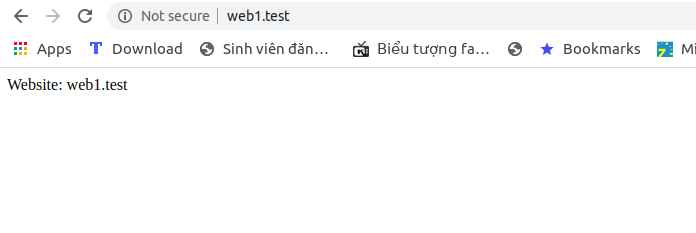 Not secure web1.test
Apps Download Sinh viên đăn... Biểu tượng fa... Bookmarks Mi
Website: web1.test